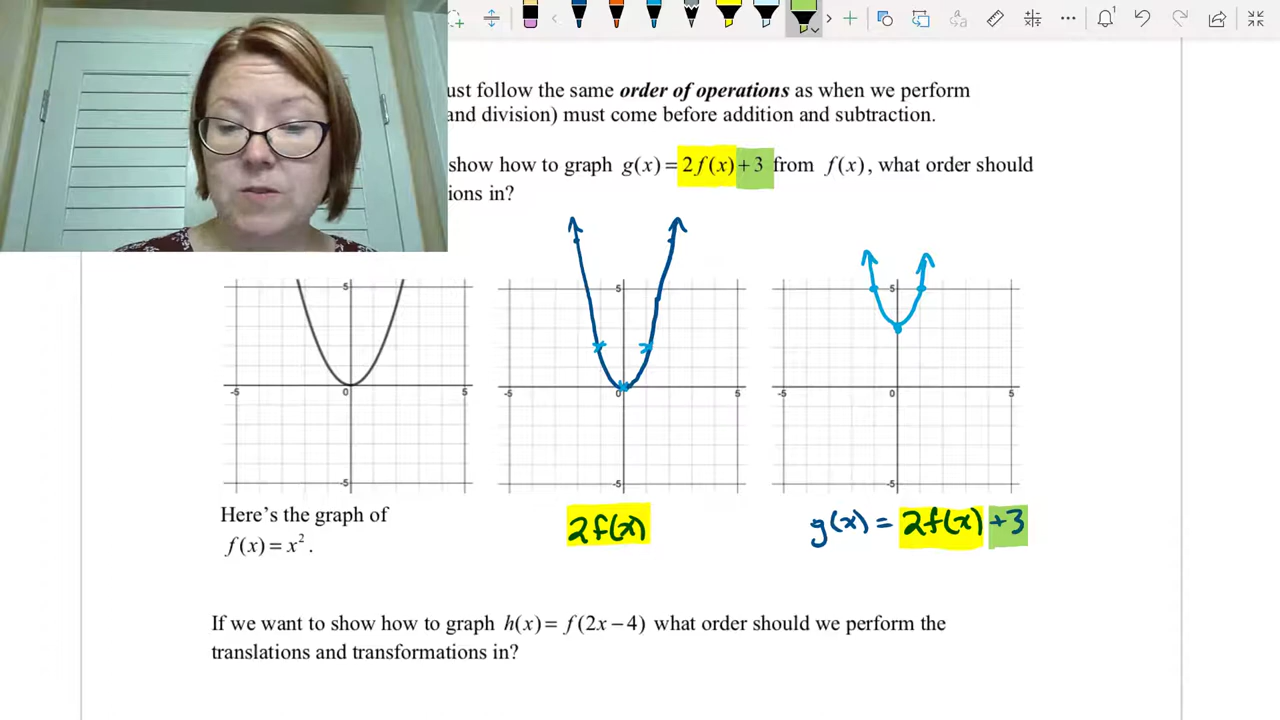 ust follow the same order of operations as when we perform
and division) must come before addition and subtraction.
show how to graph g(x) = 2f(x)+3 from f(x), what order should
ions in?
5 5 5
-5 0 5 -5 0 5 -5 0 5
-5 -5 -5
Here's the graph of
f(x) = x².
2f(x)
g(x) = 2f(x) +3
If we want to show how to graph h(x) = f(2x − 4) what order should we perform the
translations and transformations in?